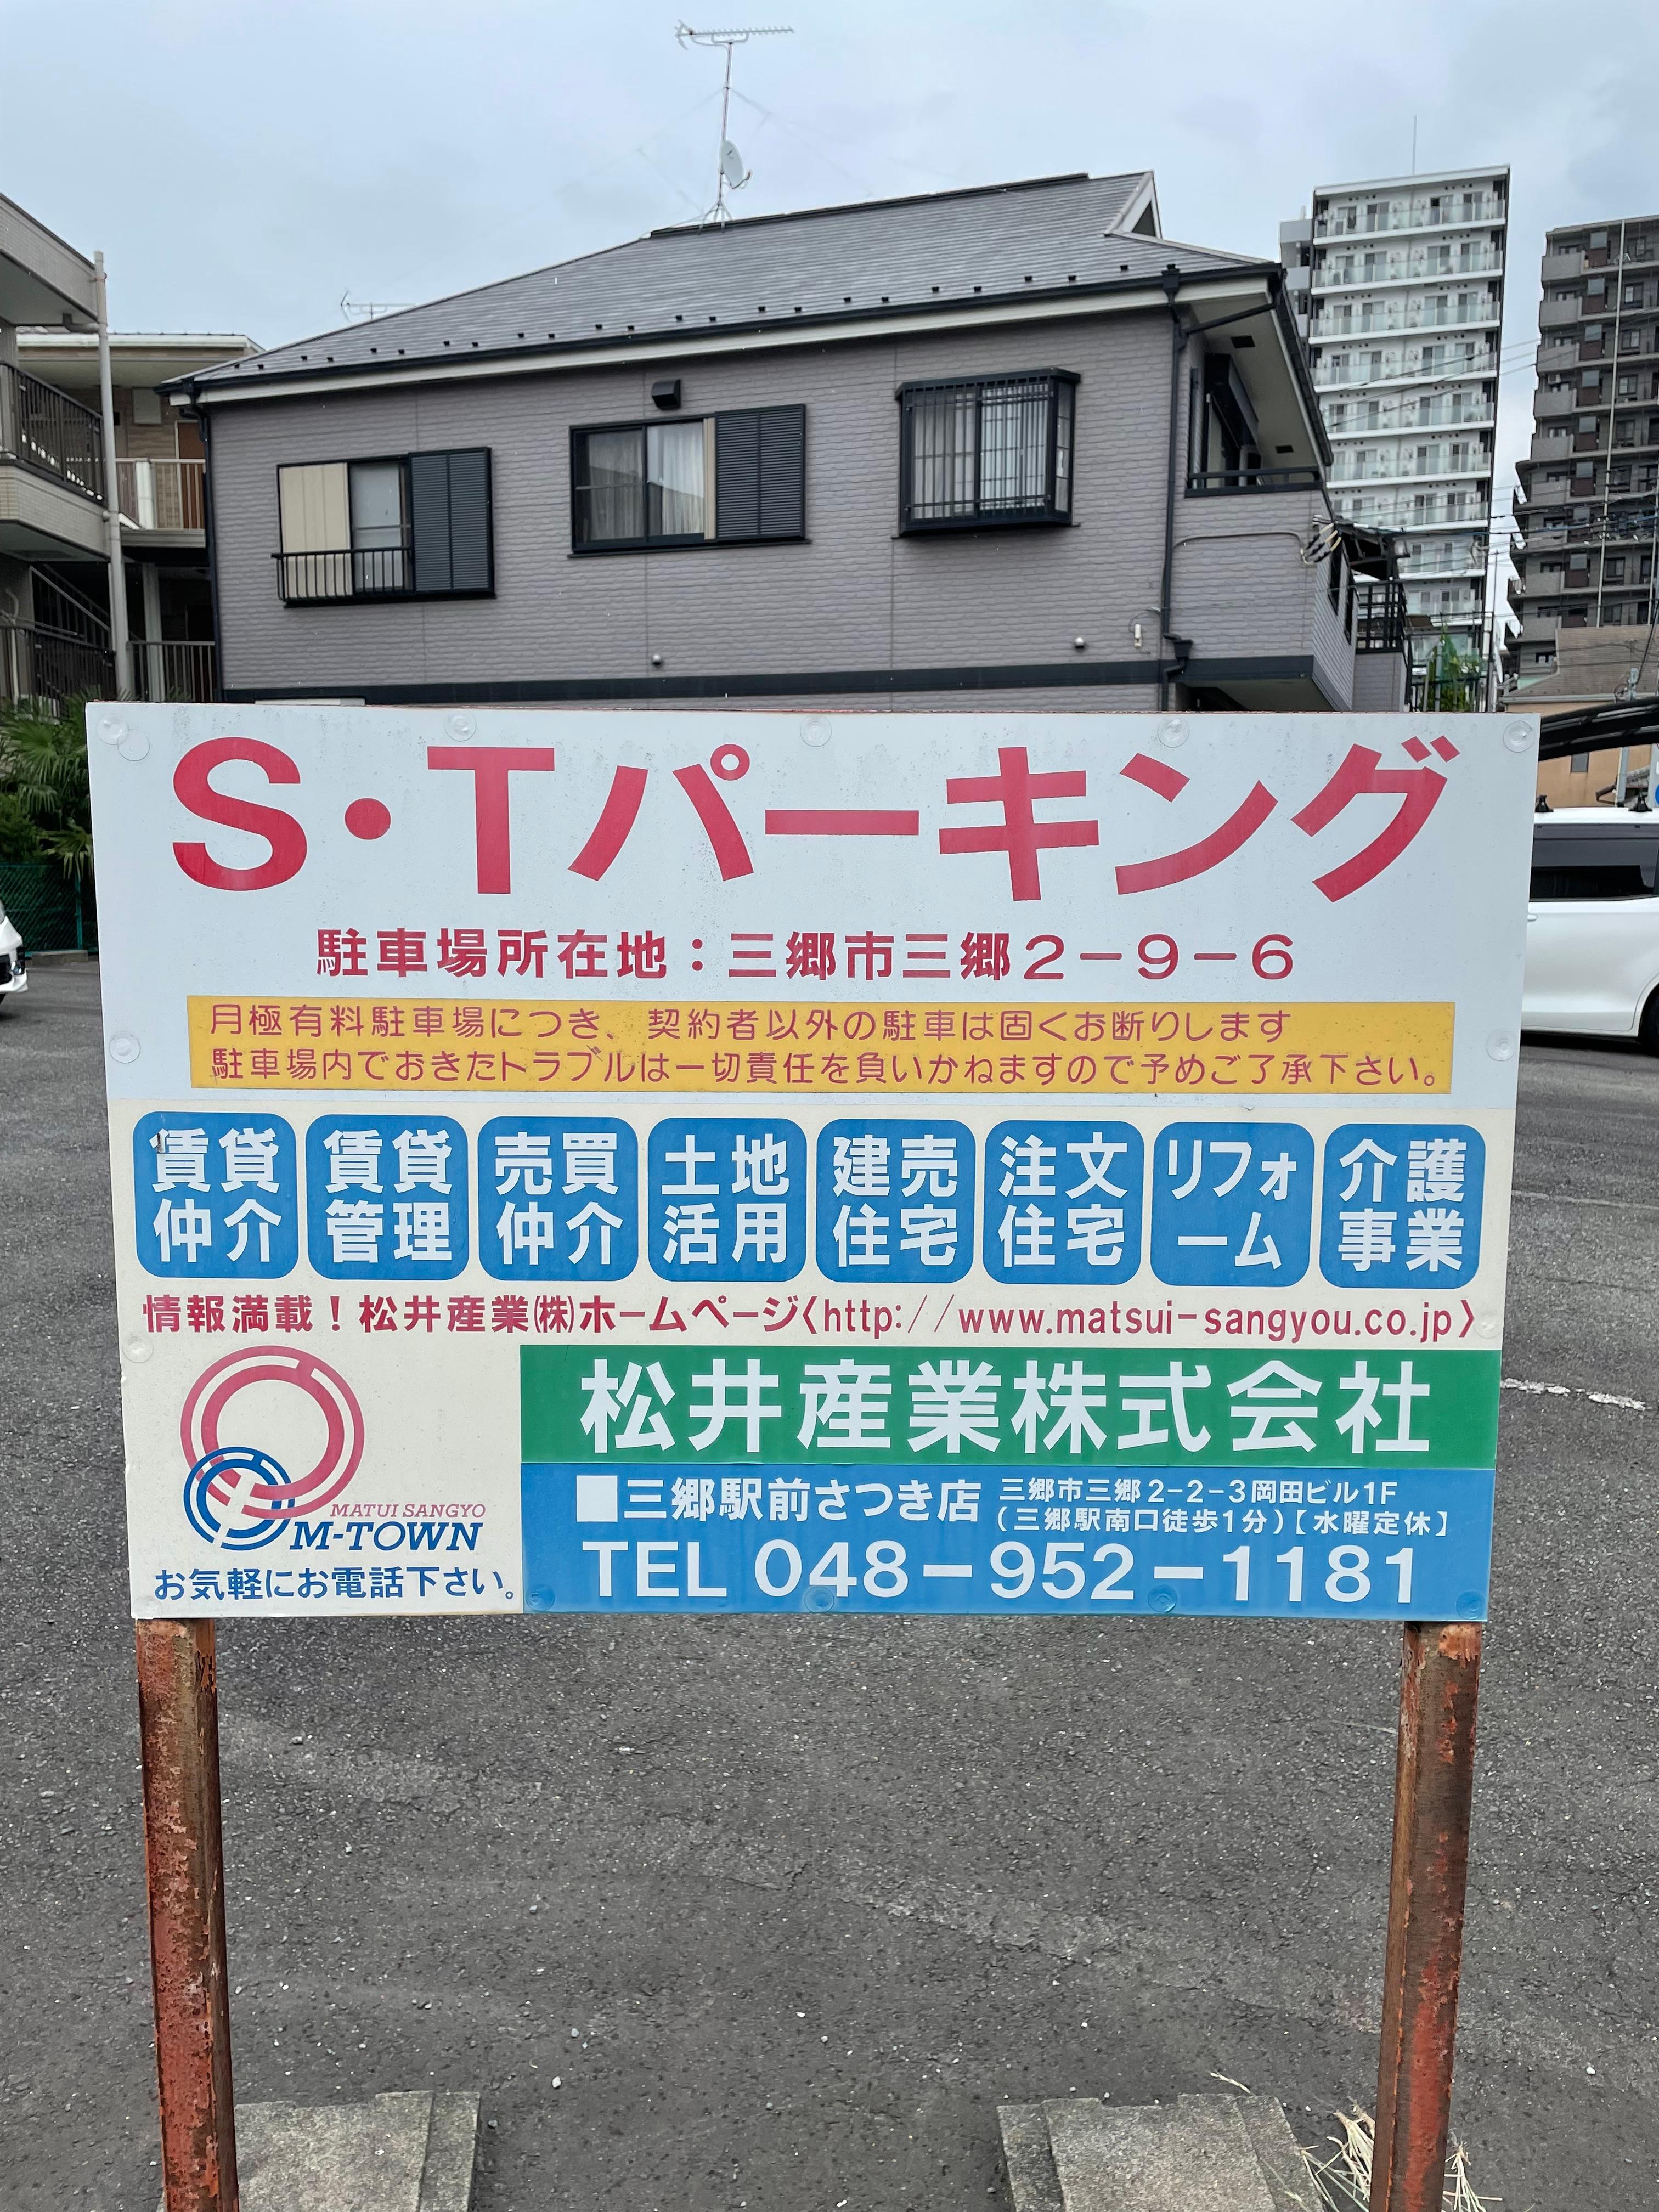 S・Tパーキング
駐車場所在地：三郷市三郷2－9－6
月極有料駐車場につき、契約者以外の駐車は固くお断りします
駐車場内でおきたトラブルは一切責任を負いかねますので予めご了承下さい。
賃貸仲介 賃貸管理 売買仲介 土地活用 建売住宅 注文住宅 リフォーム 介護事業
情報満載！松井産業㈱ホームページ〈http://www.matsui-sangyou.co.jp〉
松井産業株式会社
■三郷駅前さつき店
三郷市三郷2-2-3岡田ビル1F
（三郷駅南口徒歩1分）【水曜定休】
TEL 048－952－1181
MATUI SANGYO
M-TOWN
お気軽にお電話下さい。